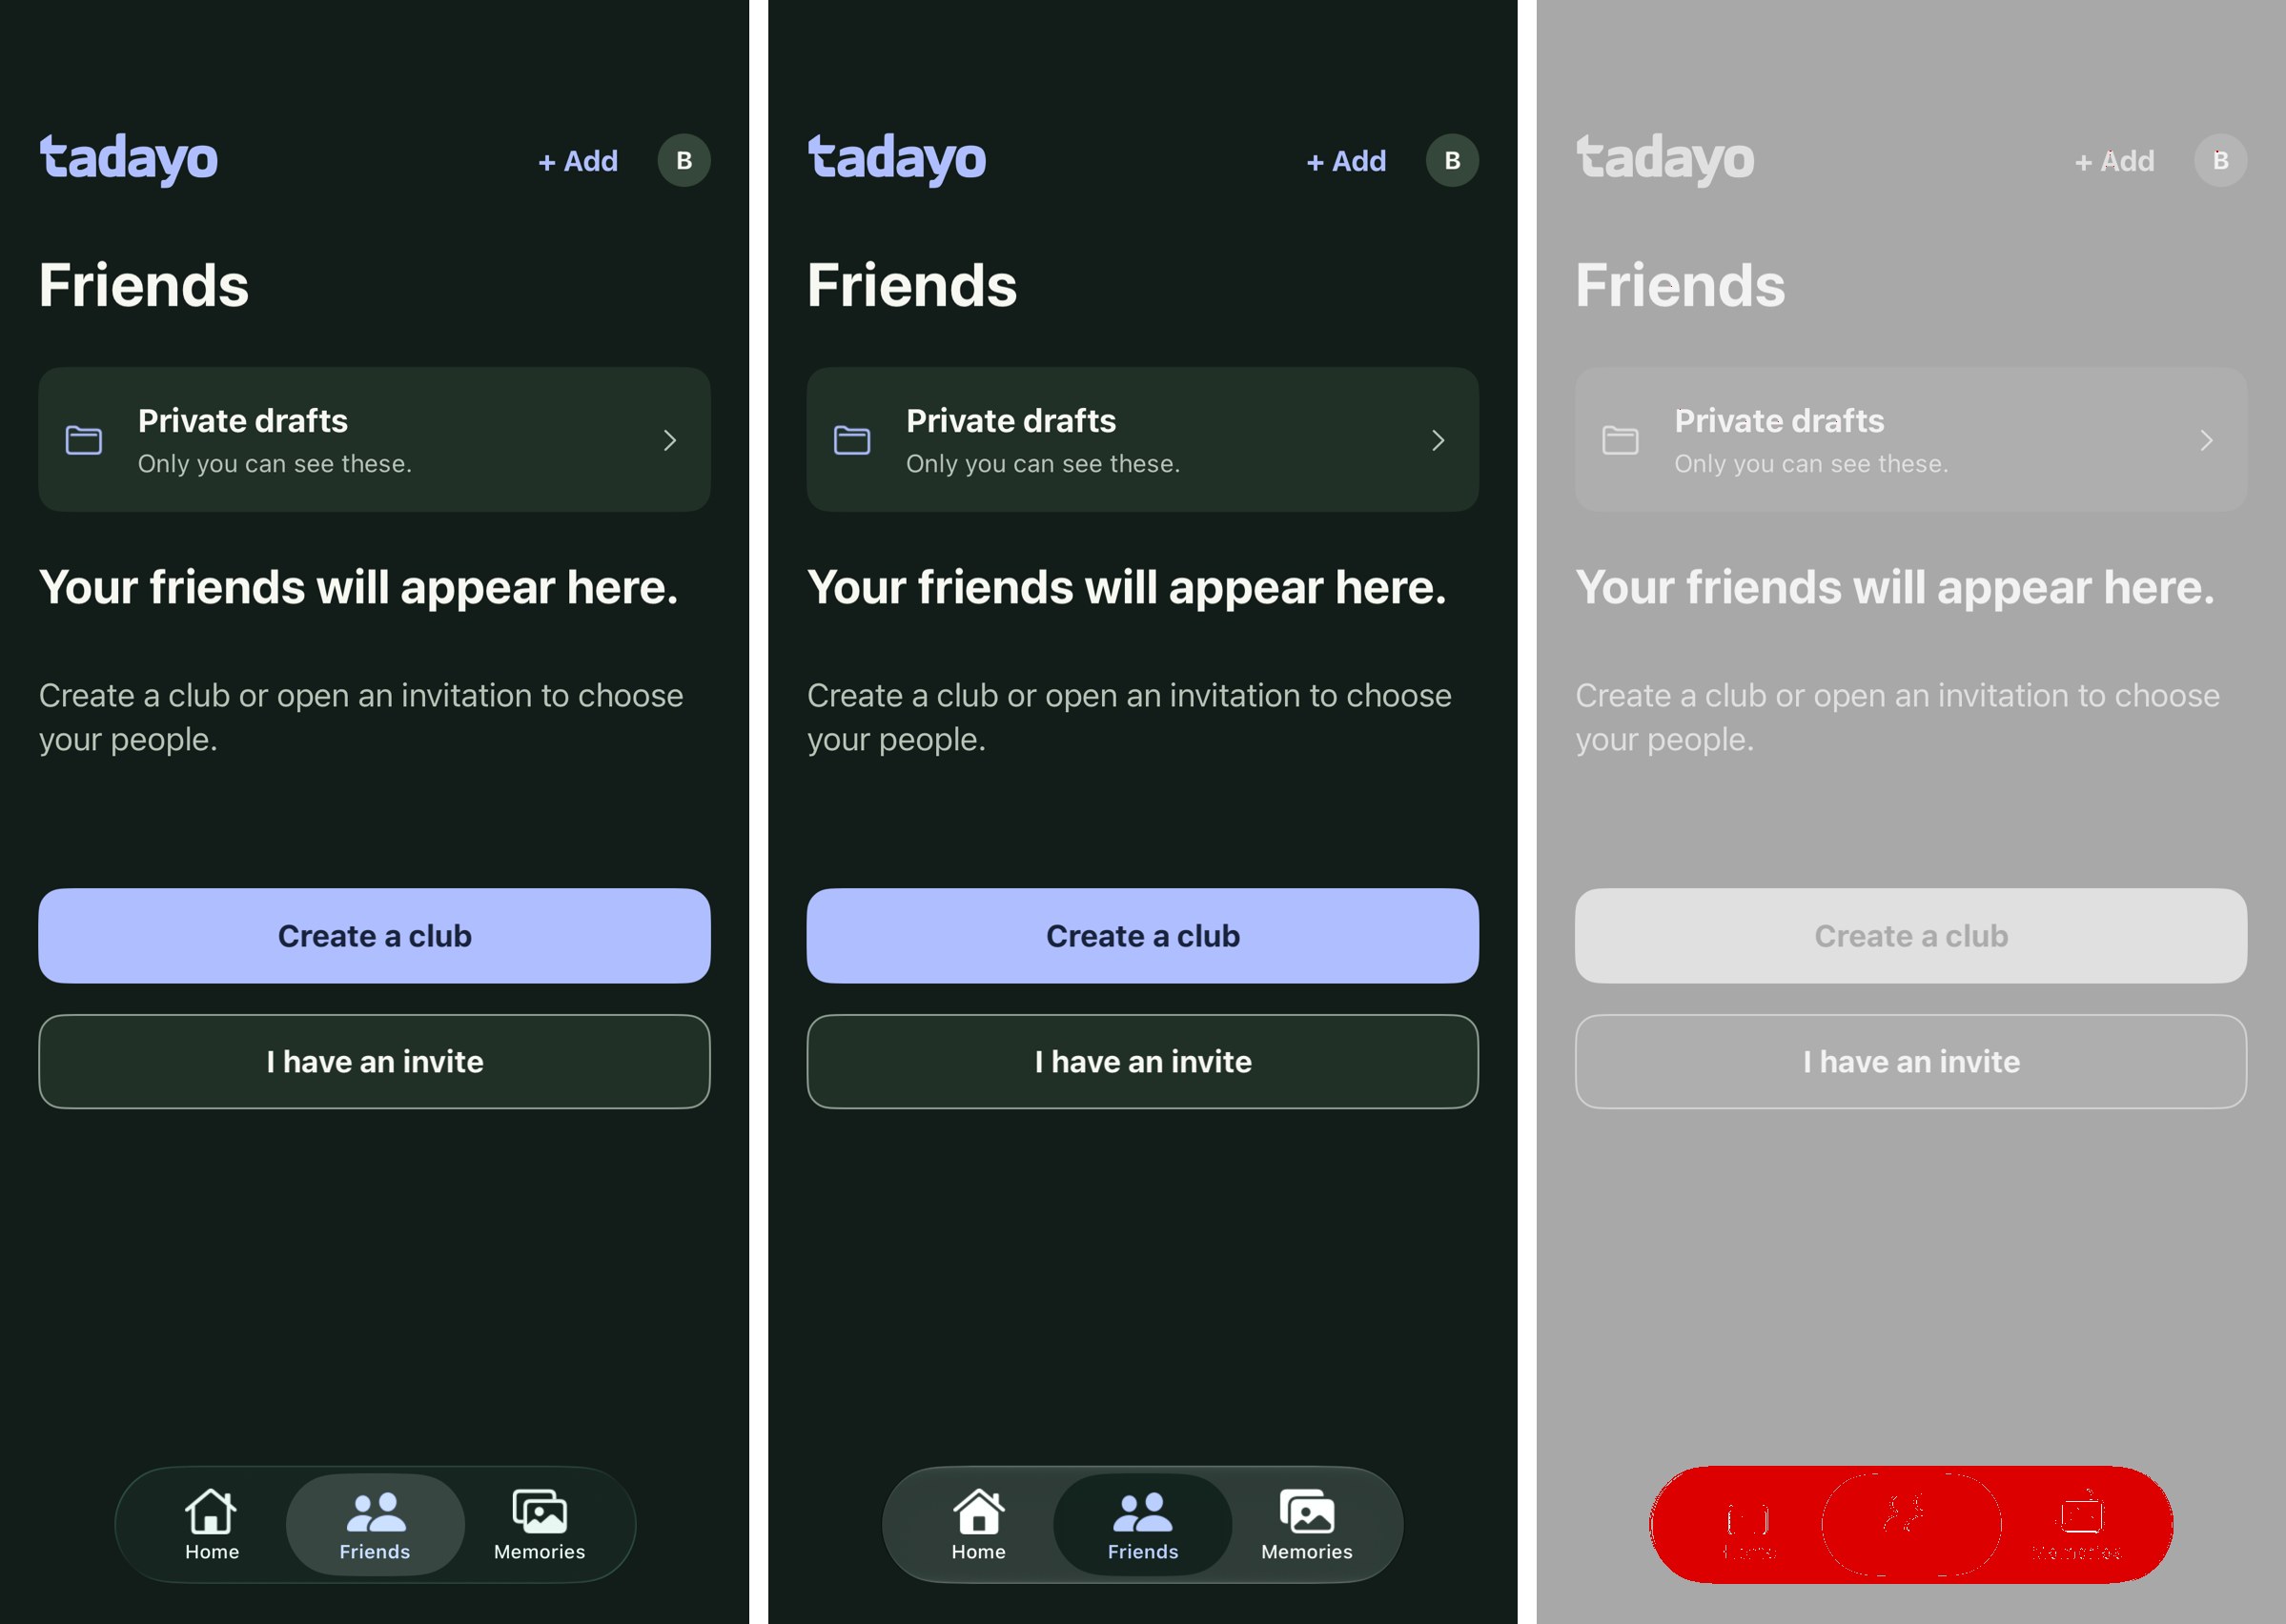 tadayo
+ Add
B
Friends
Private drafts
Only you can see these.
Your friends will appear here.
Create a club or open an invitation to choose
your people.
Create a club
I have an invite
Home
Friends
Memories
tadayo
+ Add
B
Friends
Private drafts
Only you can see these.
Your friends will appear here.
Create a club or open an invitation to choose
your people.
Create a club
I have an invite
Home
Friends
Memories
tadayo
+ Add
B
Friends
Private drafts
Only you can see these.
Your friends will appear here.
Create a club or open an invitation to choose
your people.
Create a club
I have an invite